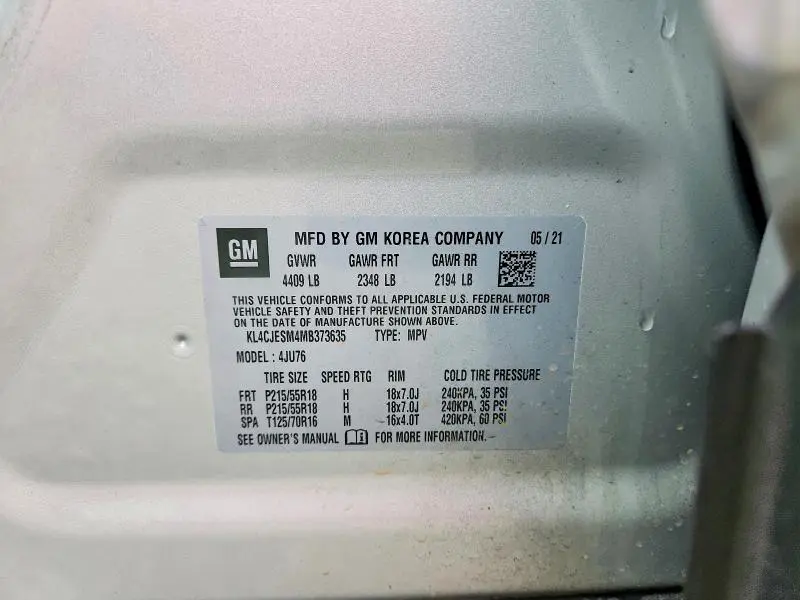 GM MFD BY GM KOREA COMPANY 05 / 21
GVWR GAWR FRT GAWR RR
4409 LB 2348 LB 2194 LB
THIS VEHICLE CONFORMS TO ALL APPLICABLE U.S. FEDERAL MOTOR
VEHICLE SAFETY AND THEFT PREVENTION STANDARDS IN EFFECT
ON THE DATE OF MANUFACTURE SHOWN ABOVE.
KL4CJESM4MB373635 TYPE: MPV
MODEL : 4JU76
TIRE SIZE SPEED RTG RIM COLD TIRE PRESSURE
FRT P215/55R18 H 18x7.0J 240KPA, 35 PSI
RR P215/55R18 H 18x7.0J 240KPA, 35 PSI
SPA T125/70R16 M 16x4.0T 420KPA, 60 PSI
SEE OWNER'S MANUAL FOR MORE INFORMATION.